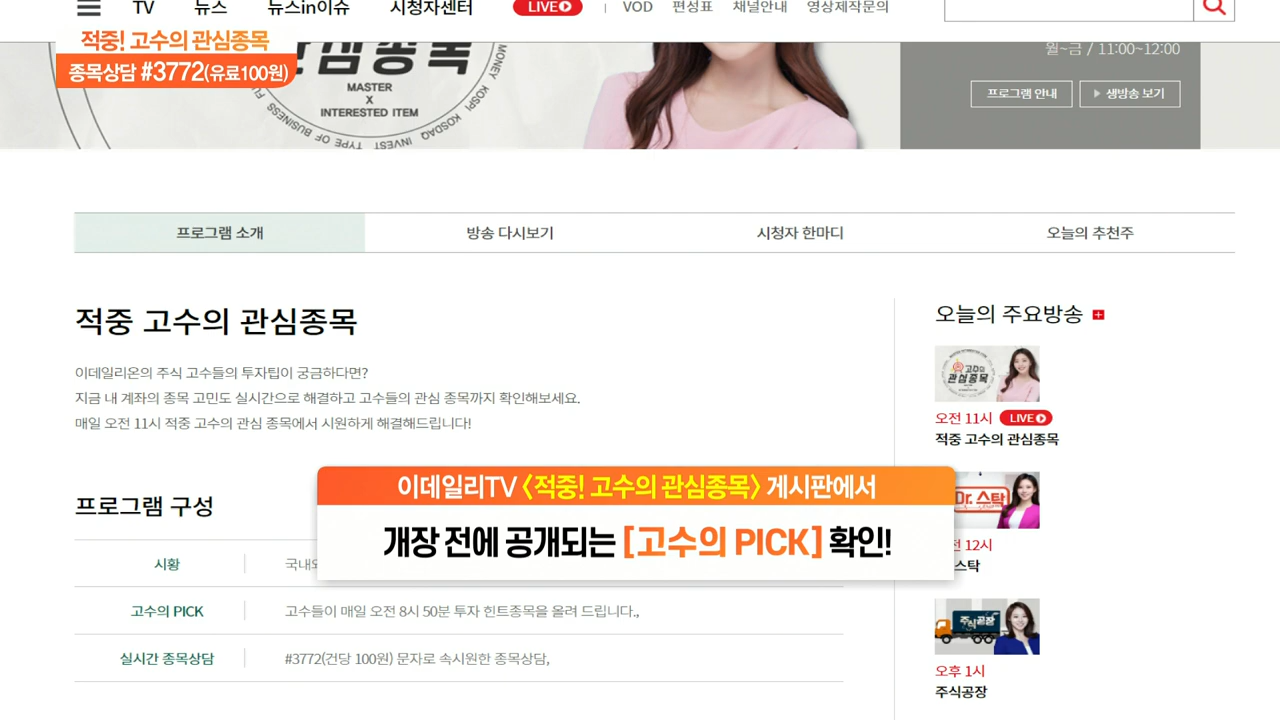 TV 뉴스 뉴스in이슈 시청자센터 LIVE VOD 편성표 채널안내 영상제작문의
적중! 고수의 관심종목
종목상담 #3772(유료100원)
관심종목
MASTER
X
INTERESTED ITEM
MONEY KOSPI KOSDAQ INVEST TYPE OF BUSINESS
월~금 / 11:00~12:00
프로그램 안내
생방송 보기
프로그램 소개 방송 다시보기 시청자 한마디 오늘의 추천주
적중 고수의 관심종목
이데일리온의 주식 고수들의 투자팁이 궁금하다면?
지금 내 계좌의 종목 고민도 실시간으로 해결하고 고수들의 관심 종목까지 확인해보세요.
매일 오전 11시 적중 고수의 관심 종목에서 시원하게 해결해드립니다!
프로그램 구성
시황
이데일리TV 〈적중! 고수의 관심종목〉 게시판에서
개장 전에 공개되는 [고수의 PICK] 확인!
고수의 PICK 고수들이 매일 오전 8시 50분 투자 힌트종목을 올려 드립니다.,
실시간 종목상담 #3772(건당 100원) 문자로 속시원한 종목상담,
오늘의 주요방송
고수의
관심종목
오전 11시 LIVE
적중 고수의 관심종목
Dr. 스탁
12시
스탁
주식공장
오후 1시
주식공장